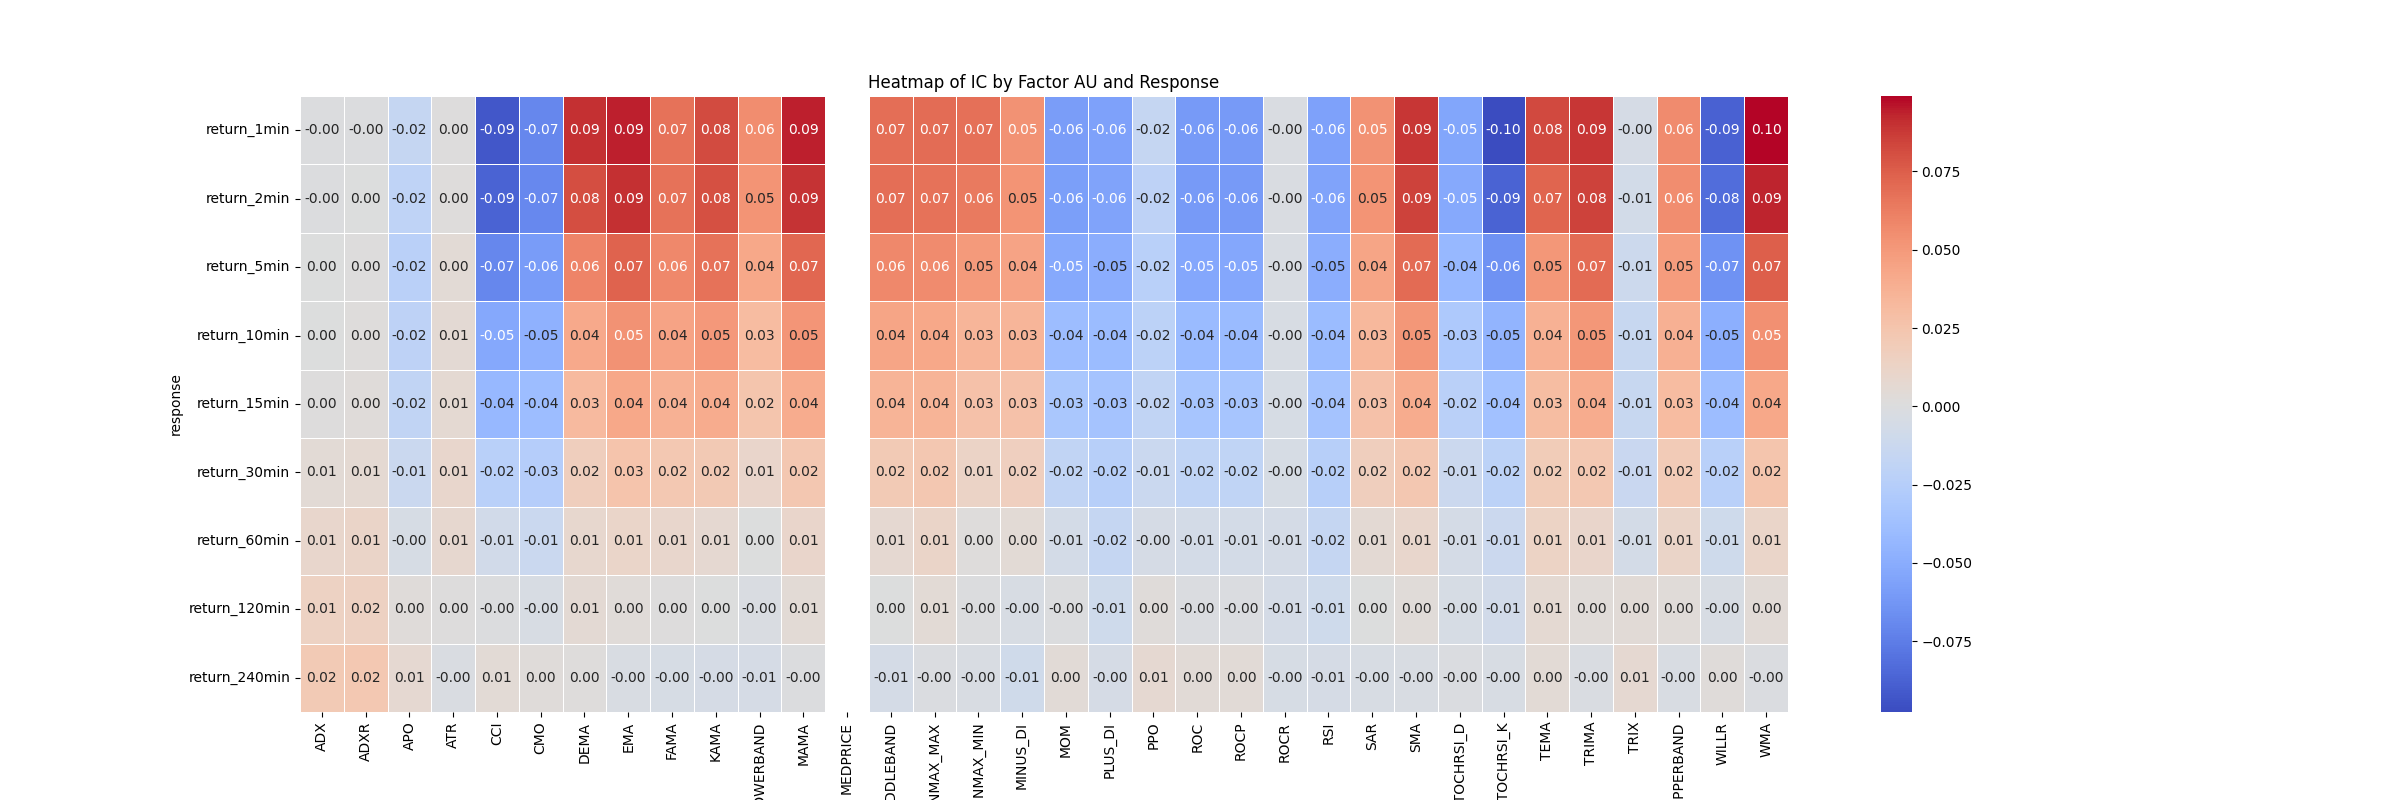 Heatmap of IC by Factor AU and Response
response
return_1min -0.00 -0.00 -0.02 0.00 -0.09 -0.07 0.09 0.09 0.07 0.08 0.06 0.09 0.07 0.07 0.07 0.05 -0.06 -0.06 -0.02 -0.06 -0.06 -0.00 -0.06 0.05 0.09 -0.05 -0.10 0.08 0.09 -0.00 0.06 -0.09 0.10
return_2min -0.00 0.00 -0.02 0.00 -0.09 -0.07 0.08 0.09 0.07 0.08 0.05 0.09 0.07 0.07 0.06 0.05 -0.06 -0.06 -0.02 -0.06 -0.06 -0.00 -0.06 0.05 0.09 -0.05 -0.09 0.07 0.08 -0.01 0.06 -0.08 0.09
return_5min 0.00 0.00 -0.02 0.00 -0.07 -0.06 0.06 0.07 0.06 0.07 0.04 0.07 0.06 0.06 0.05 0.04 -0.05 -0.05 -0.02 -0.05 -0.05 -0.00 -0.05 0.04 0.07 -0.04 -0.06 0.05 0.07 -0.01 0.05 -0.07 0.07
return_10min 0.00 0.00 -0.02 0.01 -0.05 -0.05 0.04 0.05 0.04 0.05 0.03 0.05 0.04 0.04 0.03 0.03 -0.04 -0.04 -0.02 -0.04 -0.04 -0.00 -0.04 0.03 0.05 -0.03 -0.05 0.04 0.05 -0.01 0.04 -0.05 0.05
return_15min 0.00 0.00 -0.02 0.01 -0.04 -0.04 0.03 0.04 0.04 0.04 0.02 0.04 0.04 0.04 0.03 0.03 -0.03 -0.03 -0.02 -0.03 -0.03 -0.00 -0.04 0.03 0.04 -0.02 -0.04 0.03 0.04 -0.01 0.03 -0.04 0.04
return_30min 0.01 0.01 -0.01 0.01 -0.02 -0.03 0.02 0.03 0.02 0.02 0.01 0.02 0.02 0.02 0.01 0.02 -0.02 -0.02 -0.01 -0.02 -0.02 -0.00 -0.02 0.02 0.02 -0.01 -0.02 0.02 0.02 -0.01 0.02 -0.02 0.02
return_60min 0.01 0.01 -0.00 0.01 -0.01 -0.01 0.01 0.01 0.01 0.01 0.00 0.01 0.01 0.01 0.00 0.00 -0.01 -0.02 -0.00 -0.01 -0.01 -0.01 -0.02 0.01 0.01 -0.01 -0.01 0.01 0.01 -0.01 0.01 -0.01 0.01
return_120min 0.01 0.02 0.00 0.00 -0.00 -0.00 0.01 0.00 0.00 0.00 -0.00 0.01 0.00 0.01 -0.00 -0.00 -0.00 -0.01 0.00 -0.00 -0.00 -0.01 -0.01 0.00 0.00 -0.00 -0.01 0.01 0.00 0.00 0.00 -0.00 0.00
return_240min 0.02 0.02 0.01 -0.00 0.01 0.00 0.00 -0.00 -0.00 -0.00 -0.01 -0.00 -0.01 -0.00 -0.00 -0.01 0.00 -0.00 0.01 0.00 0.00 -0.00 -0.01 -0.00 -0.00 -0.00 -0.00 0.00 -0.00 0.01 -0.00 0.00 -0.00
ADX ADXR APO ATR CCI CMO DEMA EMA FAMA KAMA OWERBAND MAMA MEDPRICE DDLEBAND NMAX_MAX NMAX_MIN MINUS_DI MOM PLUS_DI PPO ROC ROCP ROCR RSI SAR SMA TOCHRSI_D TOCHRSI_K TEMA TRIMA TRIX PPERBAND WILLR WMA
0.075
0.050
0.025
0.000
−0.025
−0.050
−0.075